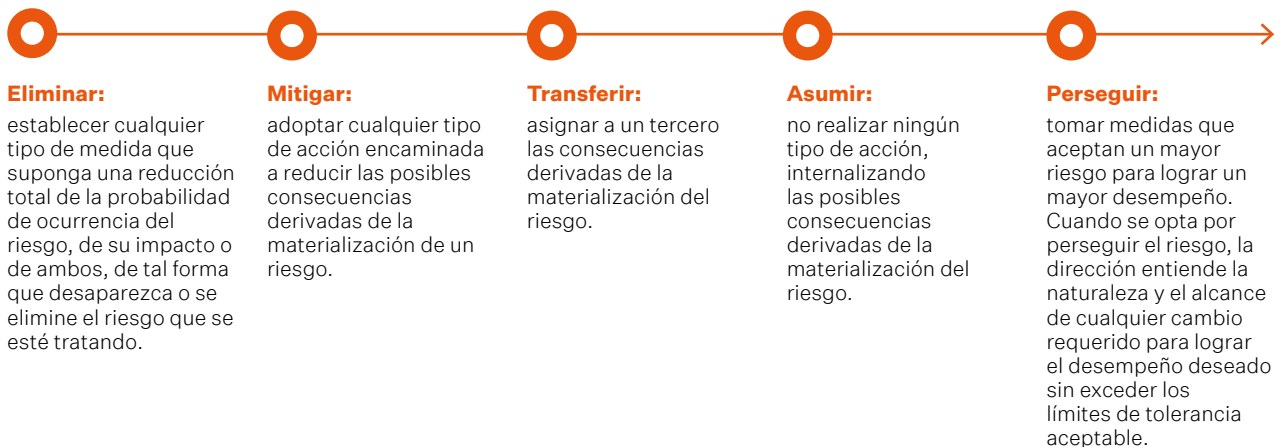 Eliminar:
establecer cualquier
tipo de medida que
suponga una reducción
total de la probabilidad
de ocurrencia del
riesgo, de su impacto o
de ambos, de tal forma
que desaparezca o se
elimine el riesgo que se
esté tratando.
Mitigar:
adoptar cualquier tipo
de acción encaminada
a reducir las posibles
consecuencias
derivadas de la
materialización de un
riesgo.
Transferir:
asignar a un tercero
las consecuencias
derivadas de la
materialización del
riesgo.
Asumir:
no realizar ningún
tipo de acción,
internalizando
las posibles
consecuencias
derivadas de la
materialización del
riesgo.
Perseguir:
tomar medidas que
aceptan un mayor
riesgo para lograr un
mayor desempeño.
Cuando se opta por
perseguir el riesgo, la
dirección entiende la
naturaleza y el alcance
de cualquier cambio
requerido para lograr
el desempeño deseado
sin exceder los
límites de tolerancia
aceptable.